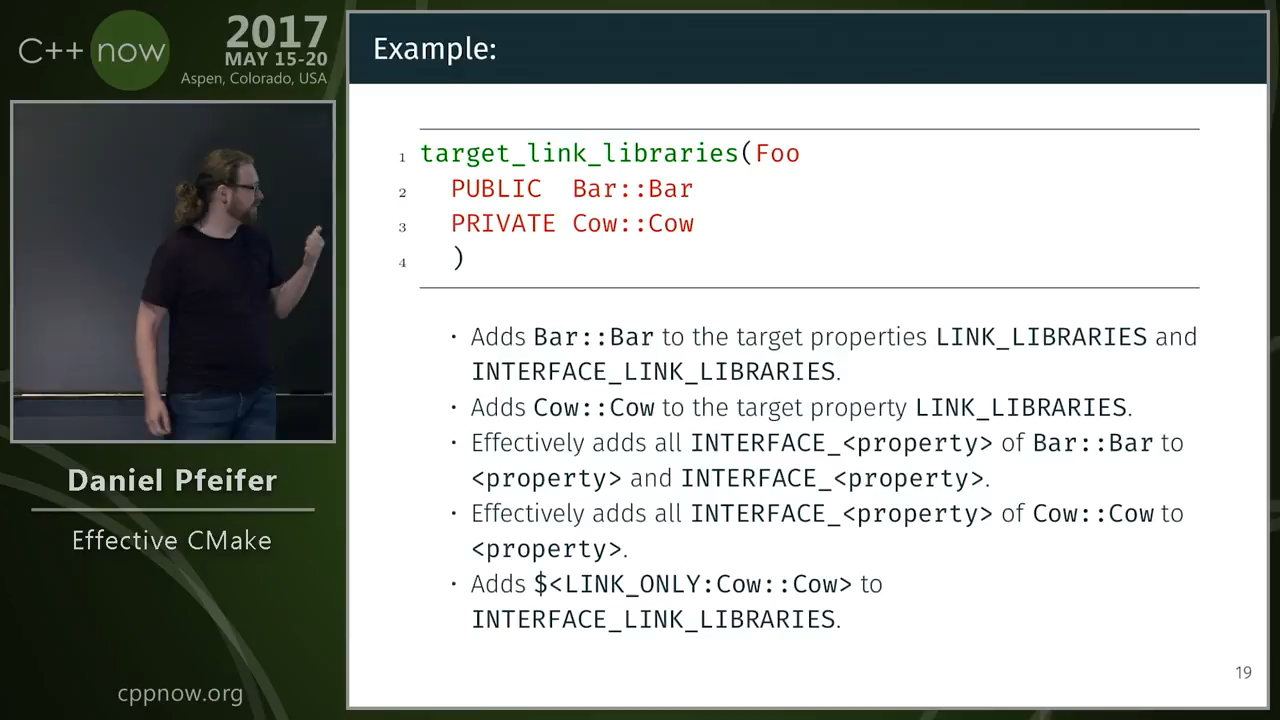 C++ now
2017
MAY 15-20
Aspen, Colorado, USA
Daniel Pfeifer
Effective CMake
cppnow.org
Example:
1 target_link_libraries(Foo
2 PUBLIC Bar::Bar
3 PRIVATE Cow::Cow
4 )
· Adds Bar::Bar to the target properties LINK_LIBRARIES and
INTERFACE_LINK_LIBRARIES.
· Adds Cow::Cow to the target property LINK_LIBRARIES.
· Effectively adds all INTERFACE_<property> of Bar::Bar to
<property> and INTERFACE_<property>.
· Effectively adds all INTERFACE_<property> of Cow::Cow to
<property>.
· Adds $<LINK_ONLY:Cow::Cow> to
INTERFACE_LINK_LIBRARIES.
19